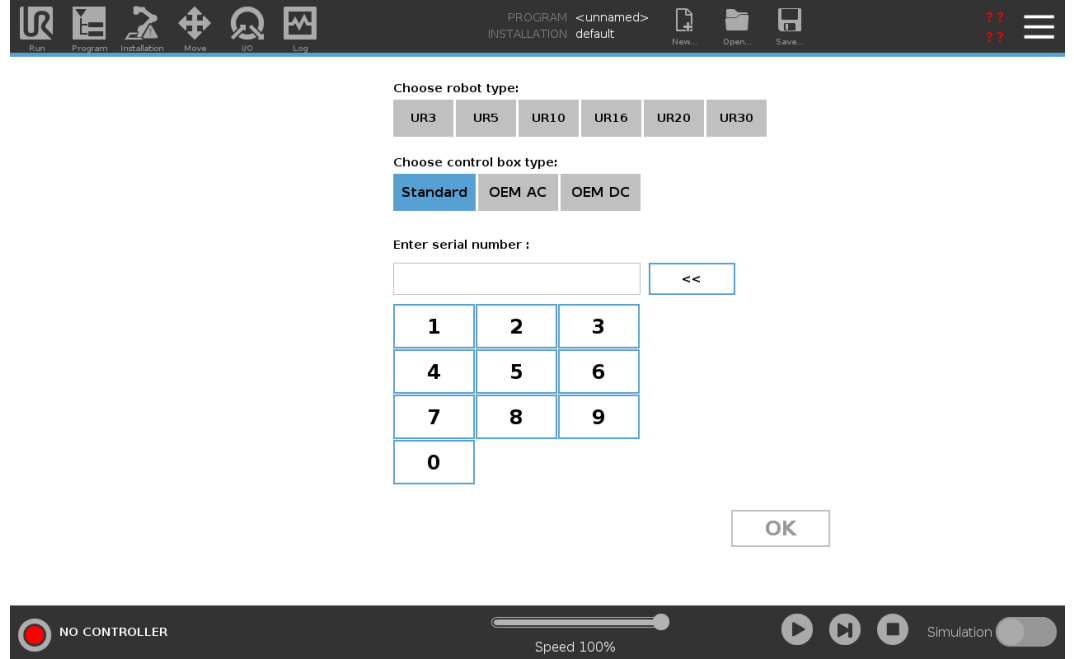 UR
PROGRAM <unnamed>
INSTALLATION default
? ?
? ?
Run Program Installation Move I/O Log New... Open... Save...
Choose robot type:
UR3 UR5 UR10 UR16 UR20 UR30
Choose control box type:
Standard OEM AC OEM DC
Enter serial number :
<<
1 2 3
4 5 6
7 8 9
0
OK
NO CONTROLLER
Speed 100%
Simulation